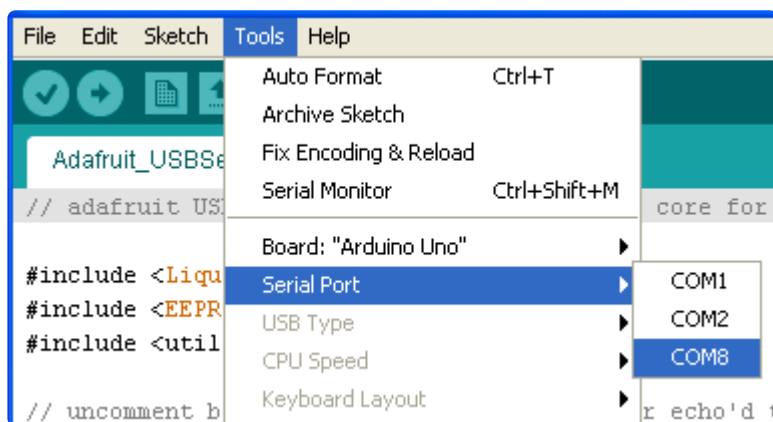 File Edit Sketch Tools Help
Auto Format Ctrl+T
Archive Sketch
Fix Encoding & Reload
Adafruit_USBSe
Serial Monitor Ctrl+Shift+M
// adafruit US core for
Board: "Arduino Uno"
#include <Liqu
Serial Port
COM1
#include <EEPR
USB Type
COM2
#include <util
CPU Speed
COM8
Keyboard Layout
// uncomment b r echo'd t